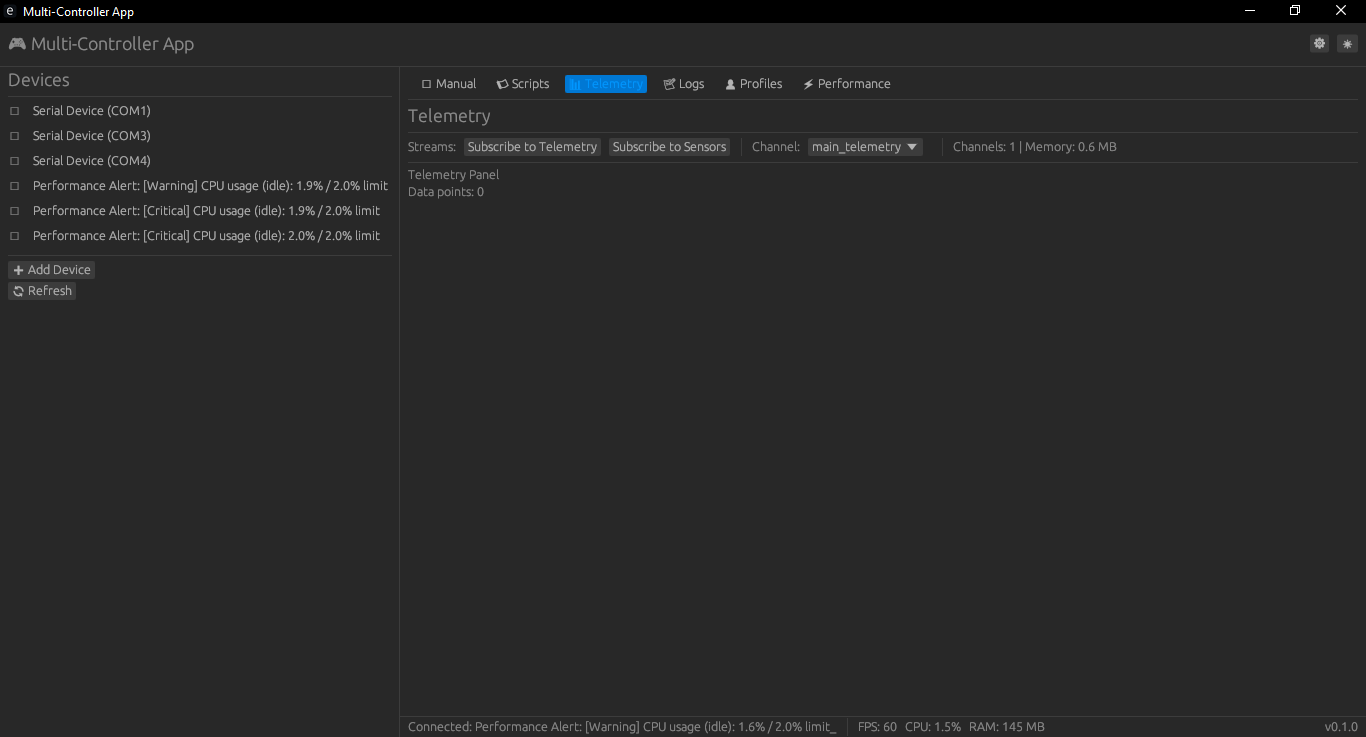 e Multi-Controller App
Multi-Controller App
Devices
Serial Device (COM1)
Serial Device (COM3)
Serial Device (COM4)
Performance Alert: [Warning] CPU usage (idle): 1.9% / 2.0% limit
Performance Alert: [Critical] CPU usage (idle): 1.9% / 2.0% limit
Performance Alert: [Critical] CPU usage (idle): 2.0% / 2.0% limit
+ Add Device
Refresh
Manual Scripts Telemetry Logs Profiles Performance
Telemetry
Streams: Subscribe to Telemetry Subscribe to Sensors Channel: main_telemetry Channels: 1 | Memory: 0.6 MB
Telemetry Panel
Data points: 0
Connected: Performance Alert: [Warning] CPU usage (idle): 1.6% / 2.0% limit_ FPS: 60 CPU: 1.5% RAM: 145 MB v0.1.0